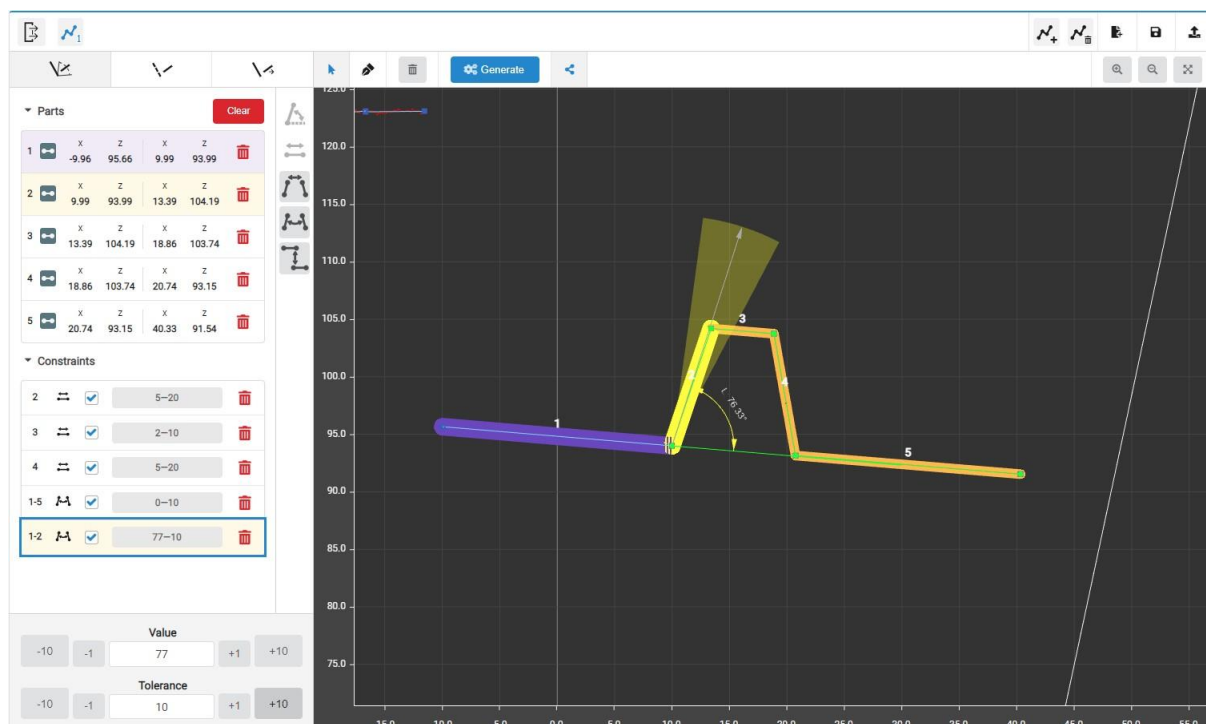 1
Generate
Parts
Clear
1 X Z X Z
-9.96 95.66 9.99 93.99
2 X Z X Z
9.99 93.99 13.39 104.19
3 X Z X Z
13.39 104.19 18.86 103.74
4 X Z X Z
18.86 103.74 20.74 93.15
5 X Z X Z
20.74 93.15 40.33 91.54
Constraints
2 5—20
3 2—10
4 5—20
1-5 0—10
1-2 77—10
Value
-10 -1 77 +1 +10
Tolerance
-10 -1 10 +1 +10
125.0
120.0
115.0
110.0
105.0
100.0
95.0
90.0
85.0
80.0
75.0
3
4
76.33°
1
5
-15.0 -10.0 -5.0 0.0 5.0 10.0 15.0 20.0 25.0 30.0 35.0 40.0 45.0 50.0 55.0